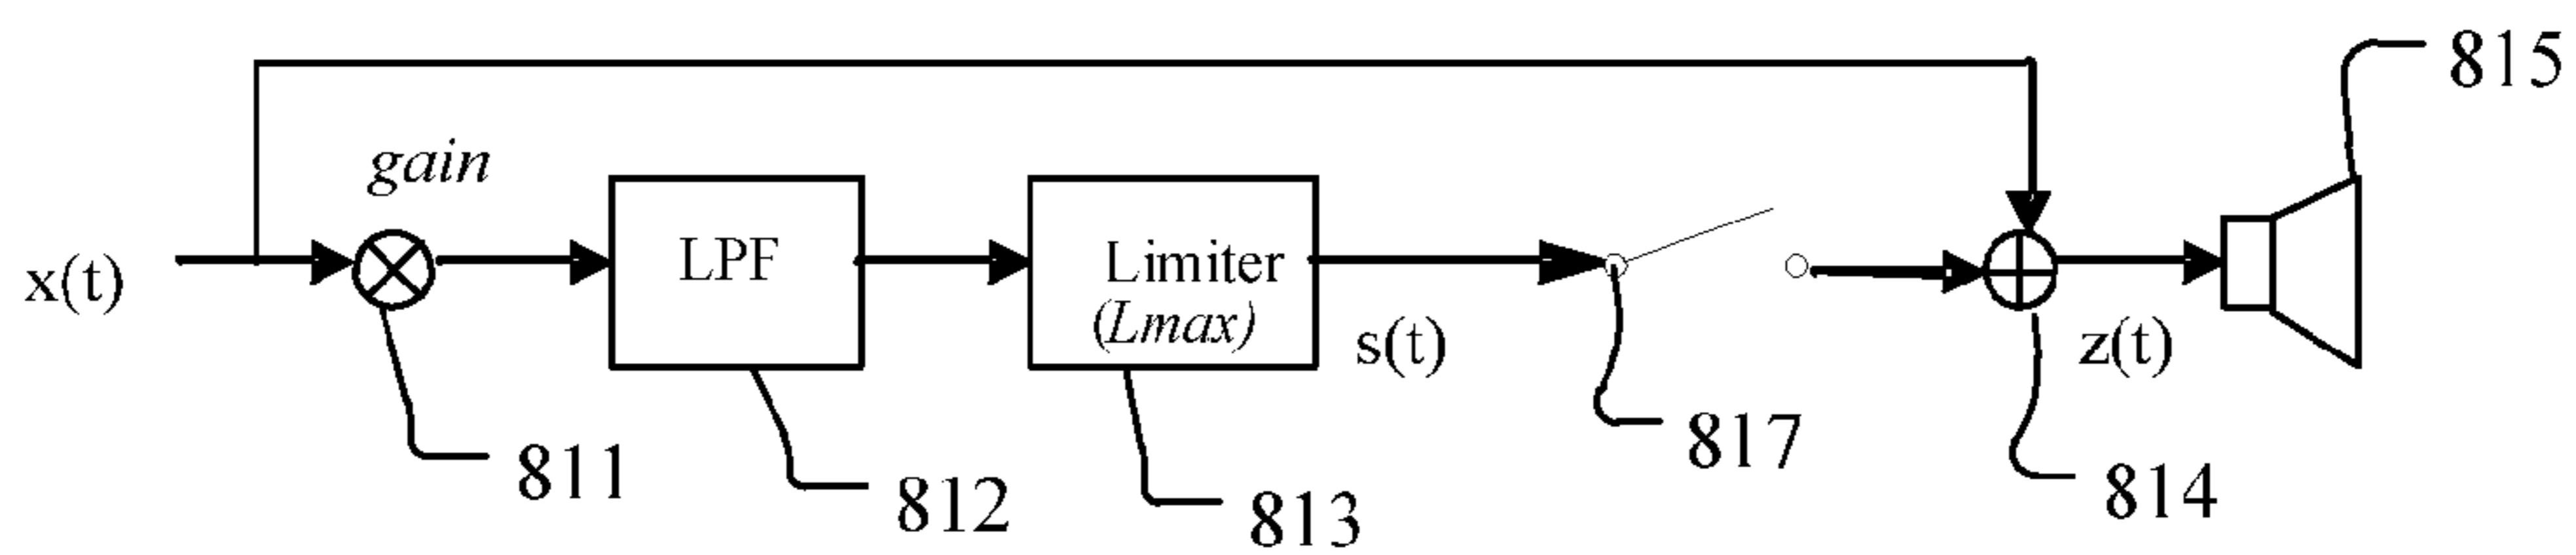 815
gain
x(t)
LPF
Limiter
(Lmax)
s(t)
z(t)
811
812
813
817
814